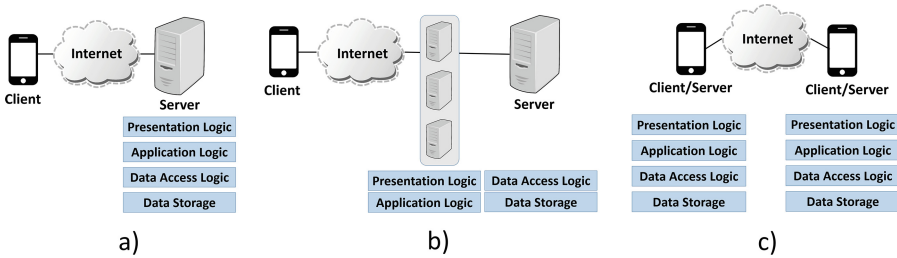 Internet
Client
Server
Presentation Logic
Application Logic
Data Access Logic
Data Storage
a)
Internet
Client
Server
Presentation Logic Data Access Logic
Application Logic Data Storage
b)
Internet
Client/Server
Client/Server
Presentation Logic Presentation Logic
Application Logic Application Logic
Data Access Logic Data Access Logic
Data Storage Data Storage
c)